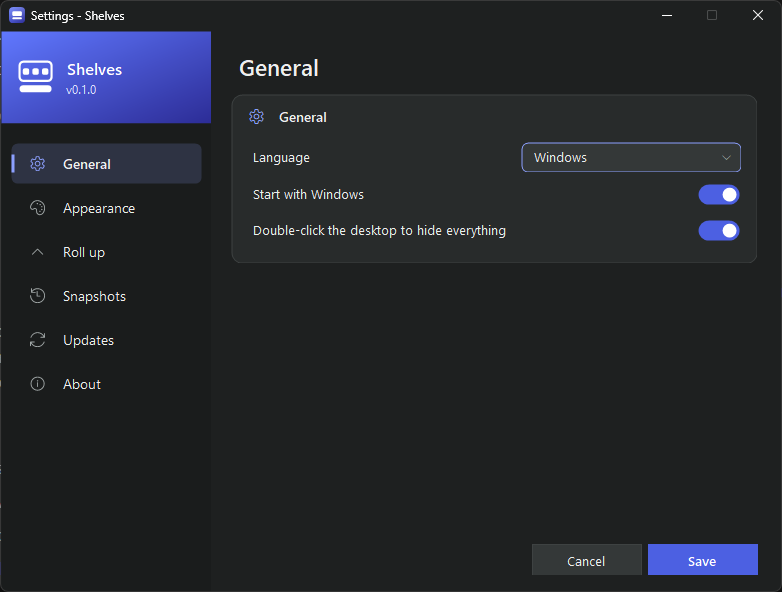 Settings - Shelves
Shelves
v0.1.0
General
Appearance
Roll up
Snapshots
Updates
About
General
General
Language
Windows
Start with Windows
Double-click the desktop to hide everything
Cancel
Save